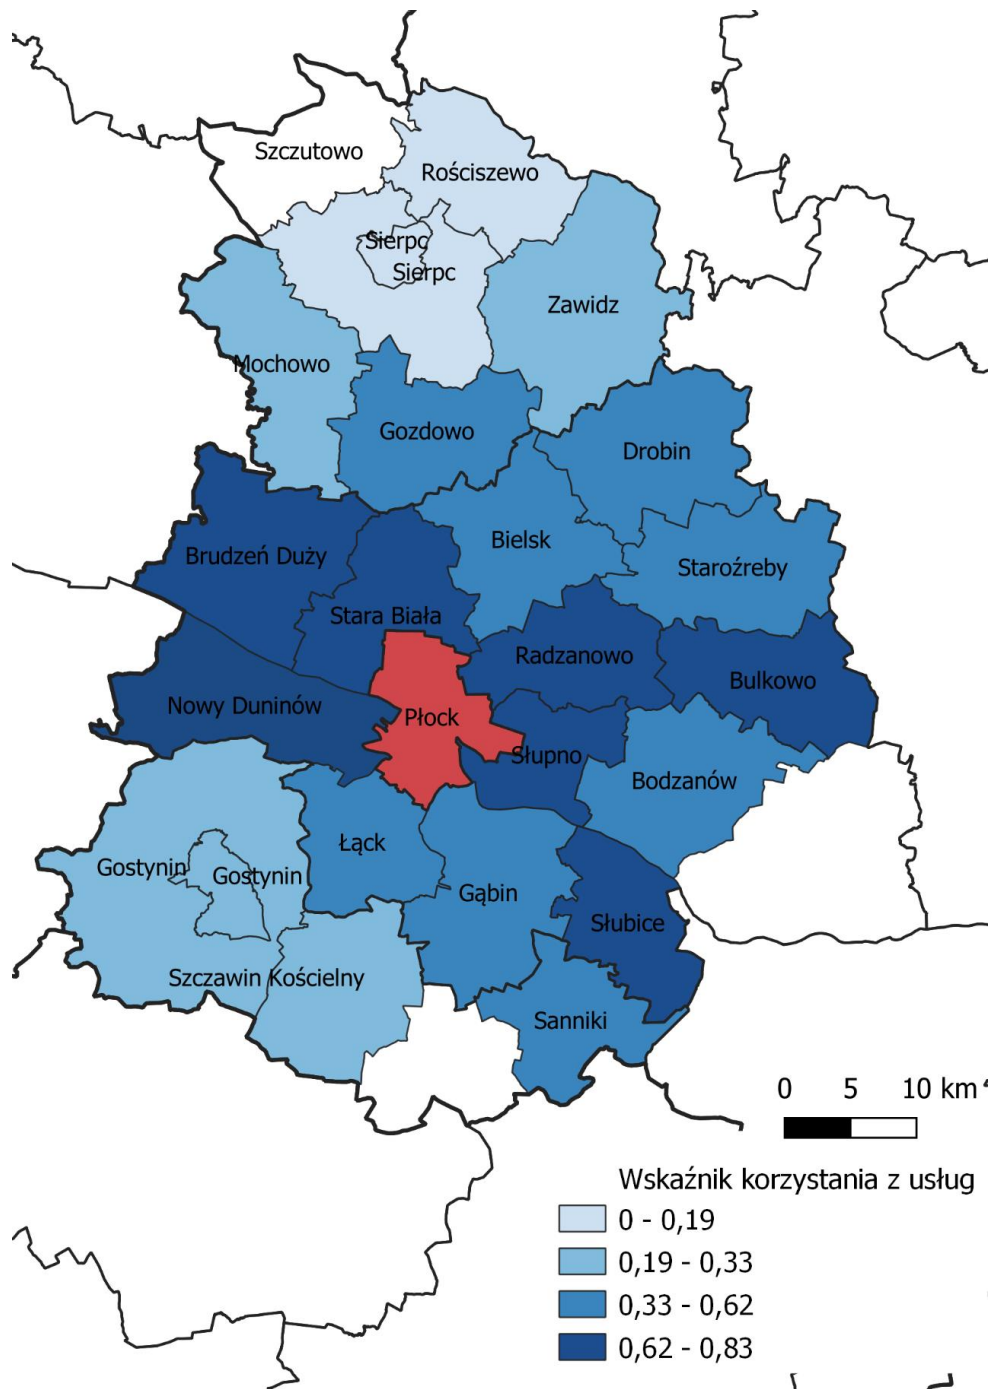 Szczutowo
Rościszewo
Sierpc
Sierpc
Zawidz
Mochowo
Gozdowo
Drobin
Bielsk
Brudzeń Duży
Staroźreby
Stara Biała
Radzanowo
Bulkowo
Nowy Duninów
Płock
Słupno
Bodzanów
Łąck
Gostynin
Gostynin
Gąbin
Słubice
Szczawin Kościelny
Sanniki
0 5 10 km
Wskaźnik korzystania z usług
0 - 0,19
0,19 - 0,33
0,33 - 0,62
0,62 - 0,83